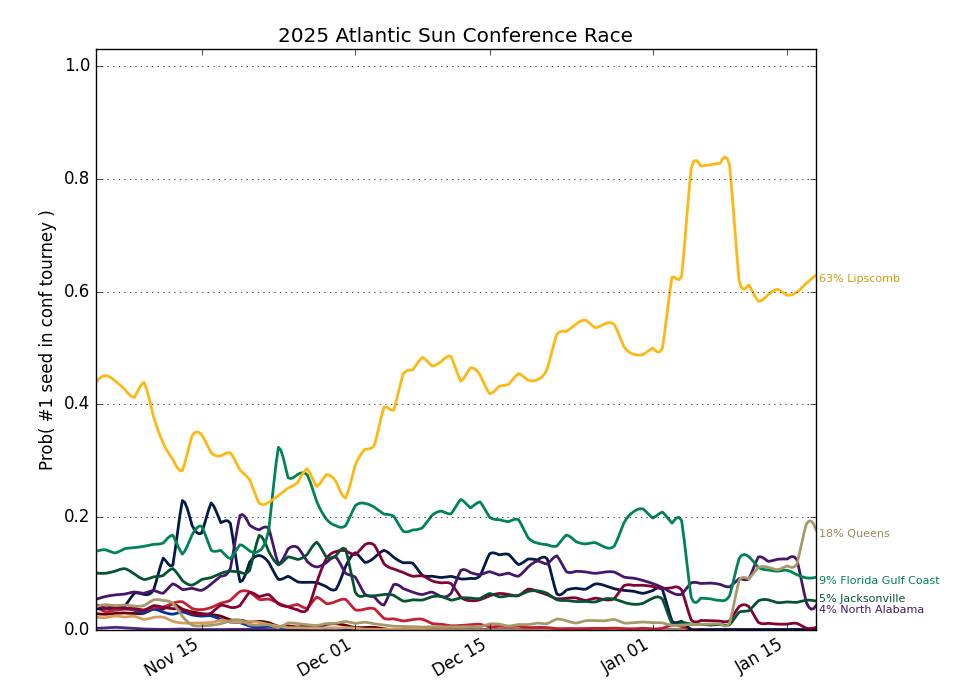 2025 Atlantic Sun Conference Race
Prob( #1 seed in conf tourney )
1.0
0.8
0.6
0.4
0.2
0.0
63% Lipscomb
18% Queens
9% Florida Gulf Coast
5% Jacksonville
4% North Alabama
Nov 15
Dec 01
Dec 15
Jan 01
Jan 15